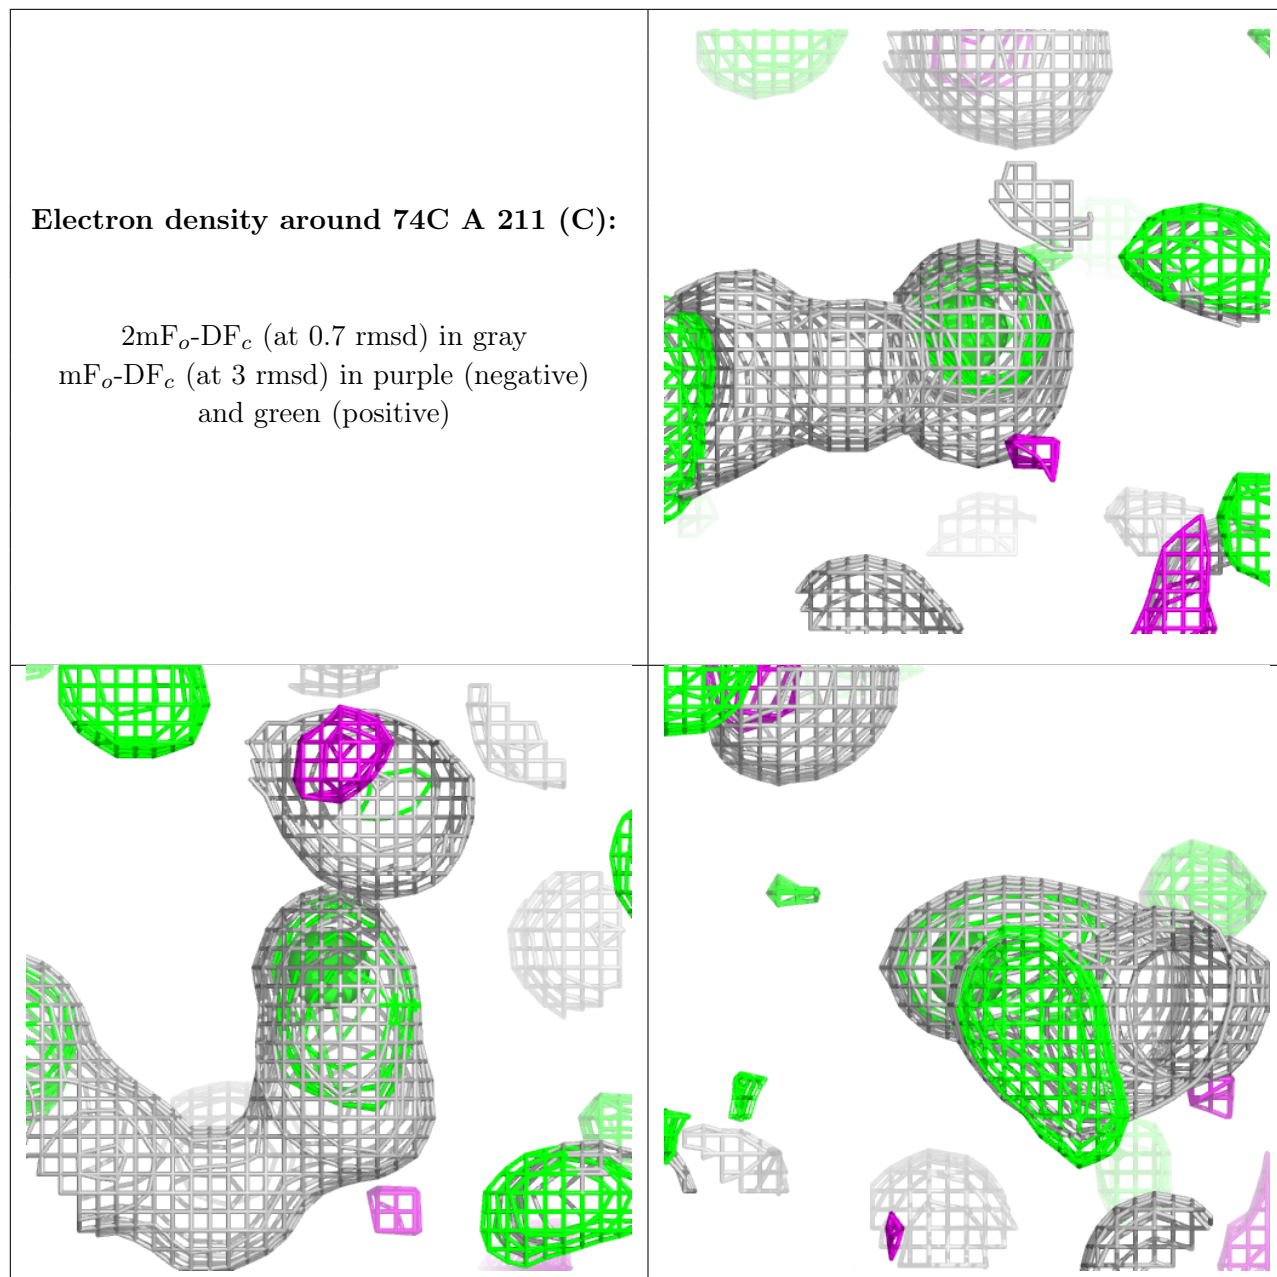 Electron density around 74C A 211 (C):
2mFo-DFc (at 0.7 rmsd) in gray
mFo-DFc (at 3 rmsd) in purple (negative)
and green (positive)